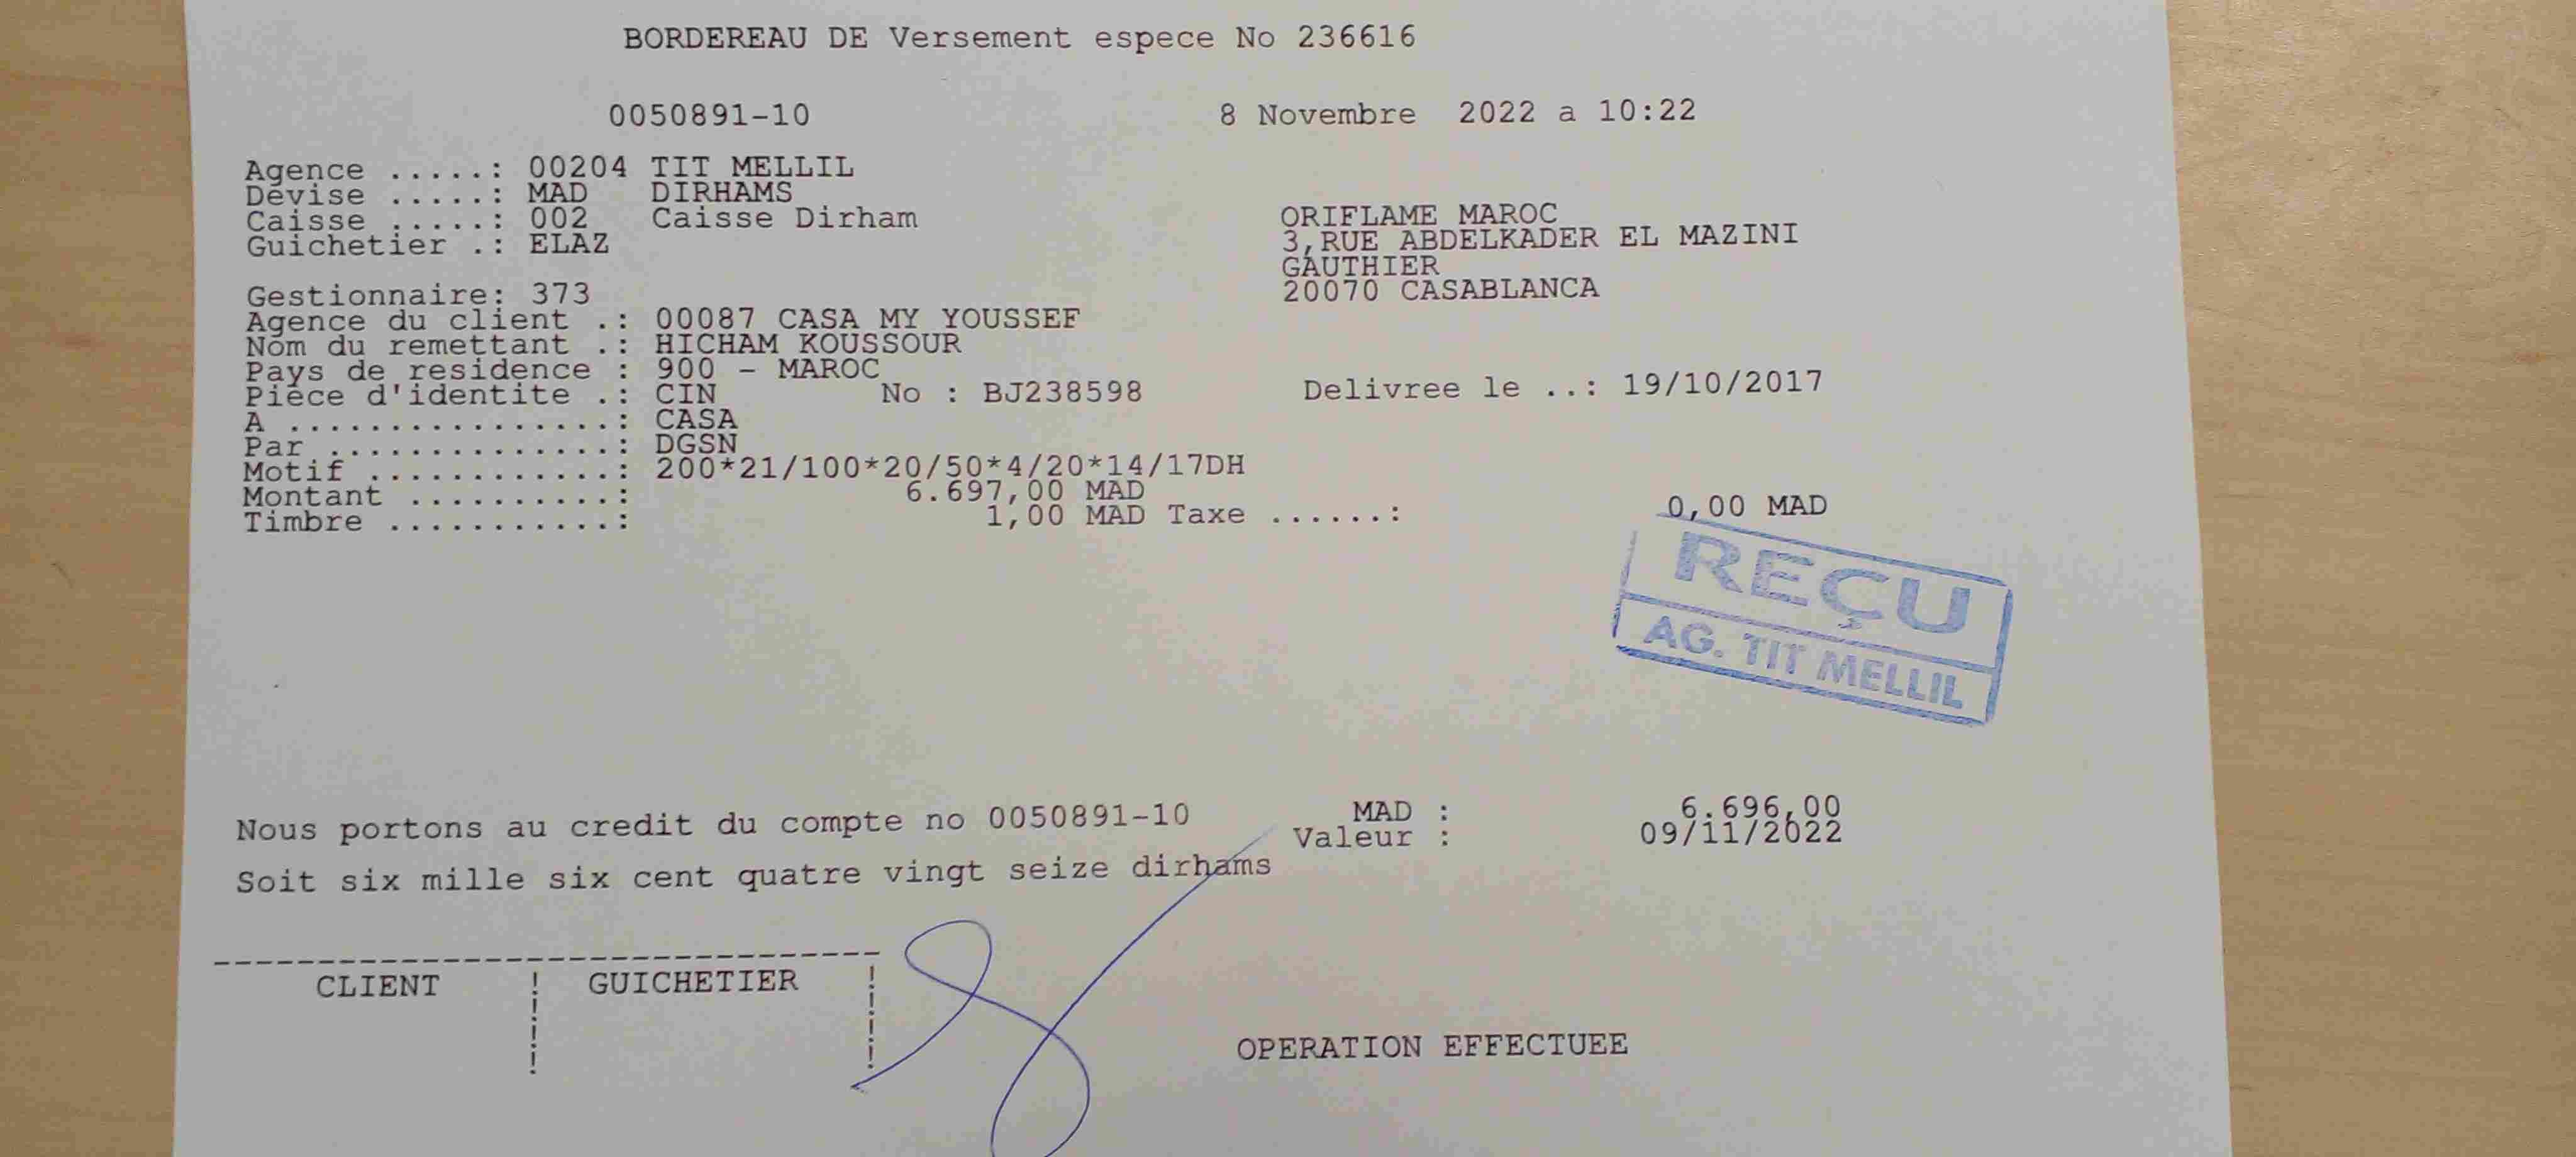 BORDEREAU DE Versement espece No 236616
0050891-10 8 Novembre 2022 a 10:22
Agence .....: 00204 TIT MELLIL
Devise .....: MAD DIRHAMS
Caisse .....: 002 Caisse Dirham
Guichetier .: ELAZ
ORIFLAME MAROC
3,RUE ABDELKADER EL MAZINI
GAUTHIER
20070 CASABLANCA
Gestionnaire: 373
Agence du client .: 00087 CASA MY YOUSSEF
Nom du remettant .: HICHAM KOUSSOUR
Pays de residence : 900 - MAROC
Piece d'identite .: CIN No : BJ238598 Delivree le ..: 19/10/2017
A ................: CASA
Par ..............: DGSN
Motif ............: 200*21/100*20/50*4/20*14/17DH
Montant ..........: 6.697,00 MAD
Timbre ...........: 1,00 MAD Taxe ......: 0,00 MAD
REÇU
AG. TIT MELLIL
Nous portons au credit du compte no 0050891-10 MAD : 6.696,00
Valeur : 09/11/2022
Soit six mille six cent quatre vingt seize dirhams
CLIENT ! GUICHETIER !
OPERATION EFFECTUEE